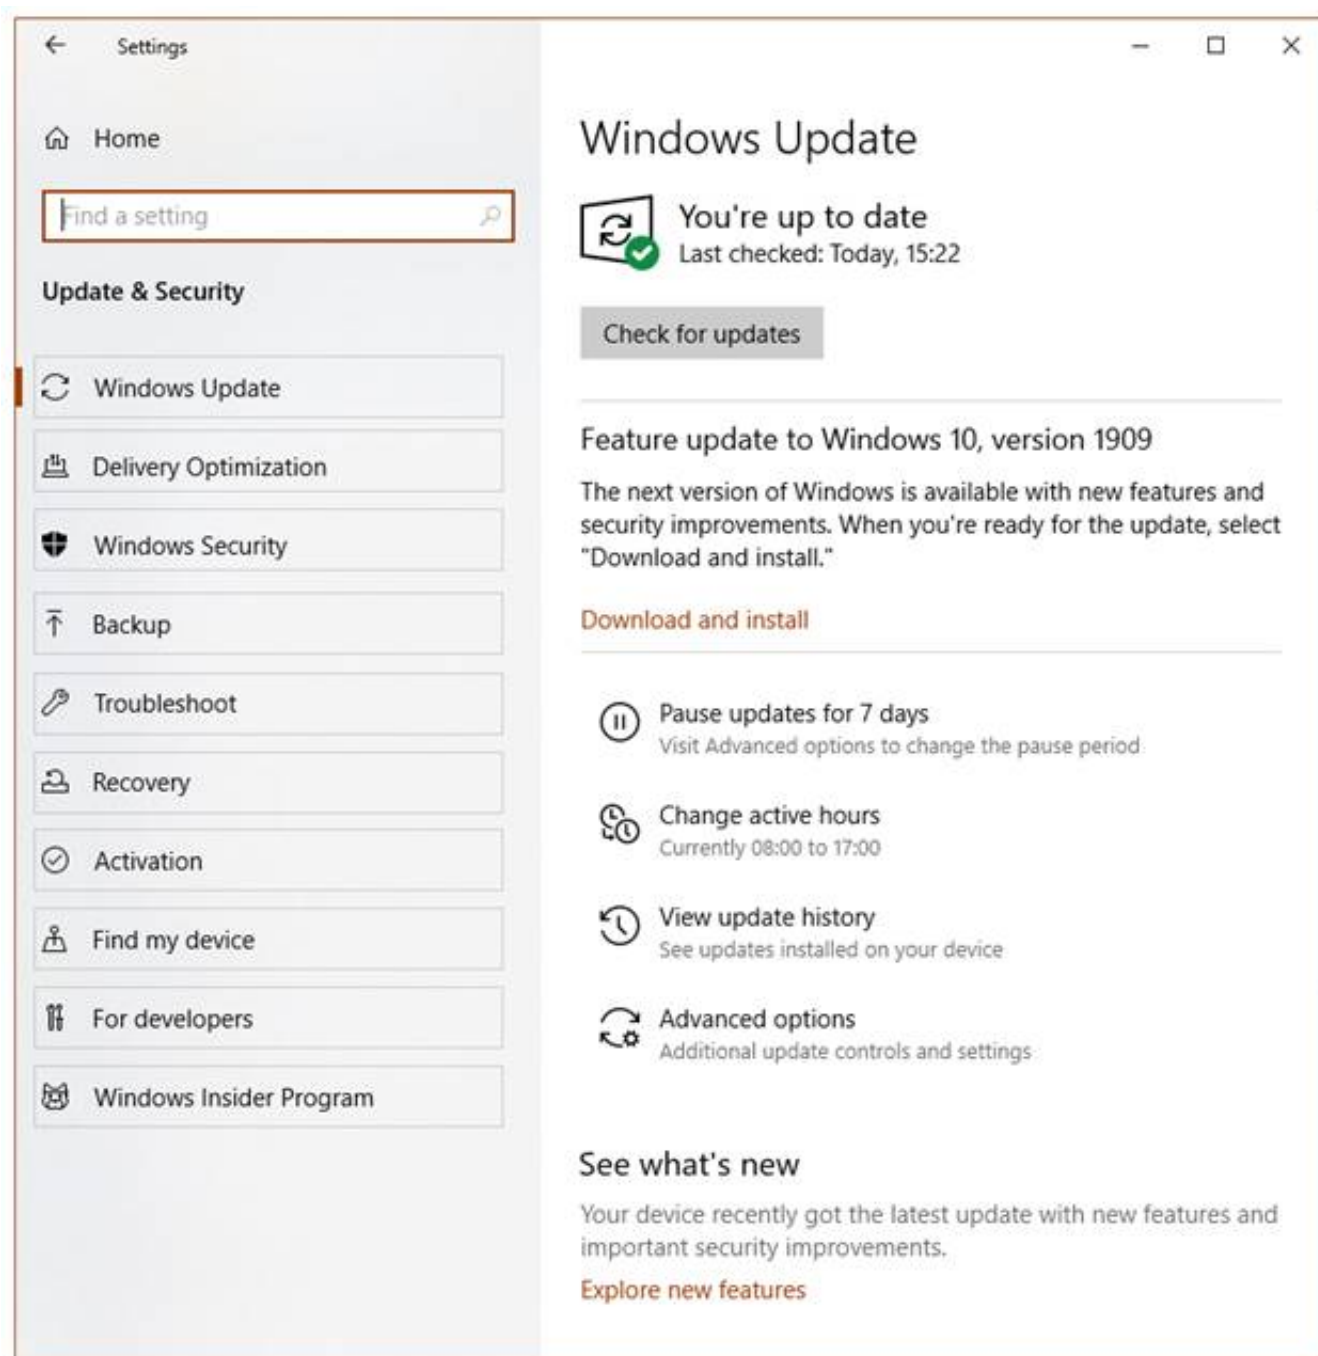 Settings
Home
Find a setting
Update & Security
Windows Update
Delivery Optimization
Windows Security
Backup
Troubleshoot
Recovery
Activation
Find my device
For developers
Windows Insider Program
Windows Update
You're up to date
Last checked: Today, 15:22
Check for updates
Feature update to Windows 10, version 1909
The next version of Windows is available with new features and
security improvements. When you're ready for the update, select
"Download and install."
Download and install
Pause updates for 7 days
Visit Advanced options to change the pause period
Change active hours
Currently 08:00 to 17:00
View update history
See updates installed on your device
Advanced options
Additional update controls and settings
See what's new
Your device recently got the latest update with new features and
important security improvements.
Explore new features